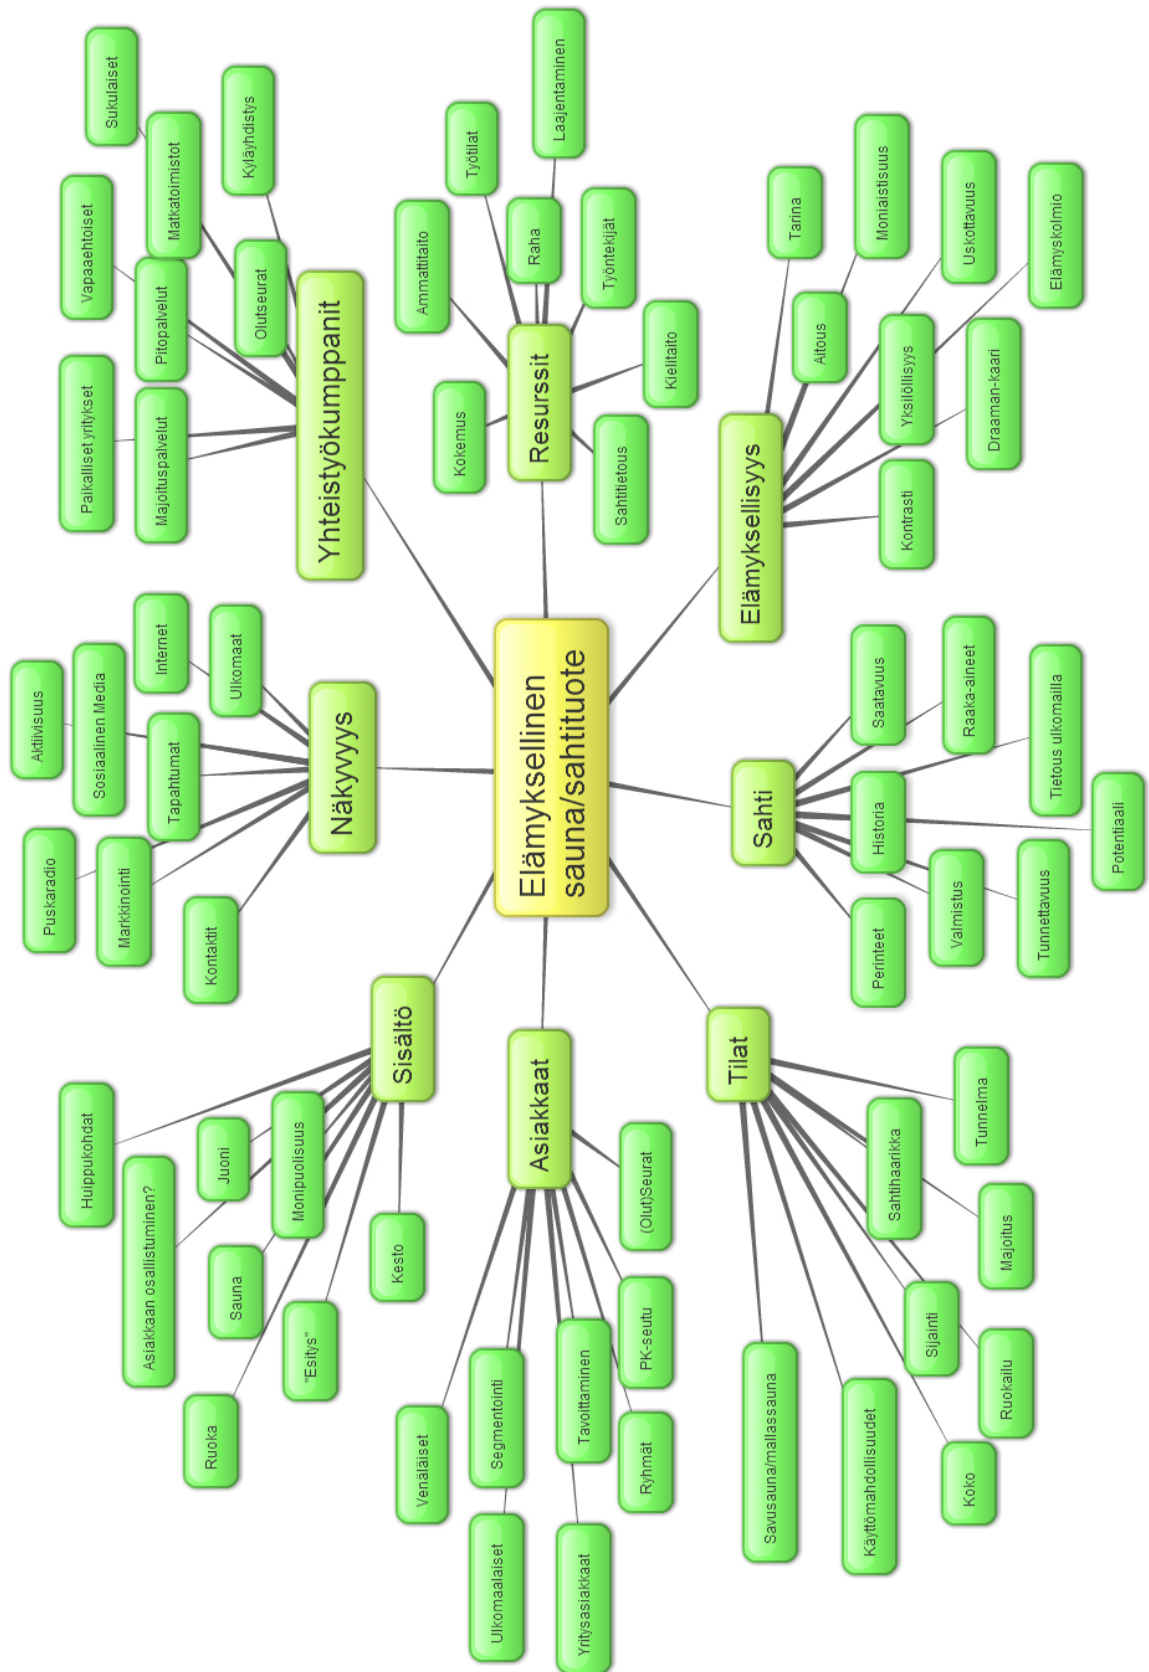 Elämyksellinen
sauna/sahtituote
Sisältö
Huippukohdat
Asiakkaan osallistuminen?
Juoni
Monipuolisuus
Sauna
Ruoka
"Esitys"
Kesto
Näkyvyys
Aktiivisuus
Sosiaalinen Media
Internet
Ulkomaat
Tapahtumat
Puskaradio
Markkinointi
Kontaktit
Yhteistyökumppanit
Sukulaiset
Matkatoimistot
Kyläyhdistys
Vapaaehtoiset
Pitopalvelut
Olutseurat
Paikalliset yritykset
Majoituspalvelut
Resurssit
Laajentaminen
Työtilat
Raha
Työntekijät
Ammattitaito
Kielitaito
Kokemus
Sahtitietous
Elämyksellisyys
Tarina
Moniaistisuus
Aitous
Uskottavuus
Elämyskolmio
Yksilöllisyys
Draaman-kaari
Kontrasti
Sahti
Saatavuus
Raaka-aineet
Tietous ulkomailla
Historia
Potentiaali
Perinteet
Valmistus
Tunnettavuus
Tilat
Tunnelma
Sahtihaarikka
Majoitus
Sijainti
Ruokailu
Koko
Käyttömahdollisuudet
Savusauna/mallassauna
Asiakkaat
(Olut)Seurat
PK-seutu
Tavoittaminen
Ryhmät
Segmentointi
Venäläiset
Ulkomaalaiset
Yritysasiakkaat